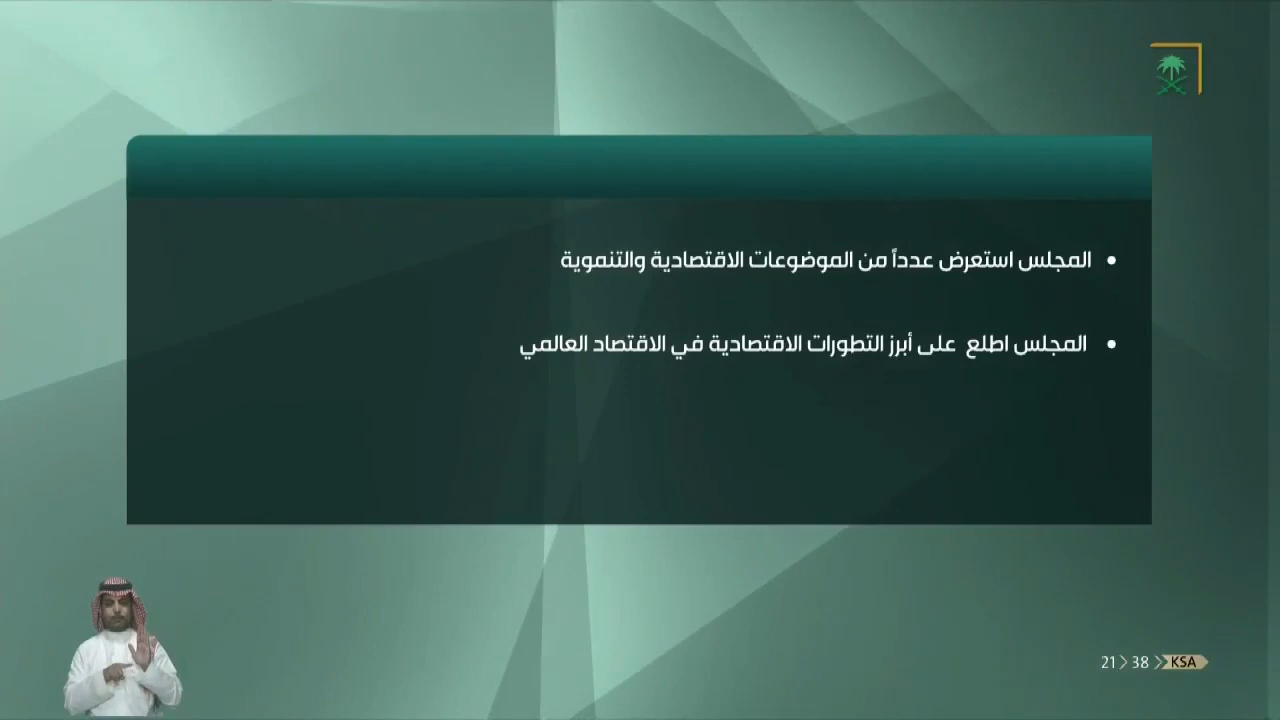 المجلس استعرض عدداً من الموضوعات الاقتصادية والتنموية
المجلس اطلع على أبرز التطورات الاقتصادية في الاقتصاد العالمي
21 38 KSA